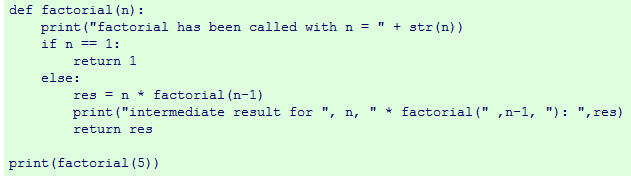 def factorial(n):
    print("factorial has been called with n = " + str(n))
    if n == 1:
        return 1
    else:
        res = n * factorial(n-1)
        print("intermediate result for ", n, " * factorial(" ,n-1, "): ",res)
        return res

print(factorial(5))